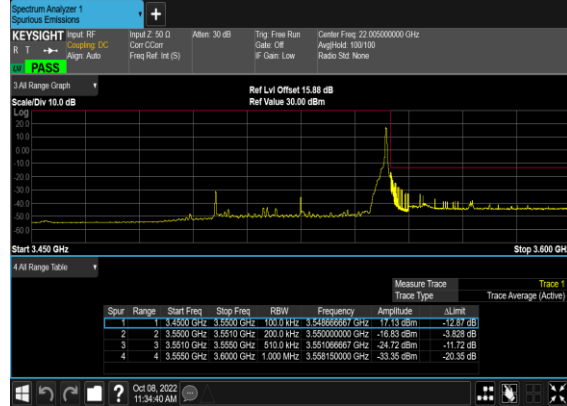 Spectrum Analyzer 1
Spurious Emissions
KEYSIGHT Input: RF Input Z: 50 Ω Atten: 30 dB Trig: Free Run Center Freq: 22.005000000 GHz
R T Coupling: DC Corr CCorr Gate: Off Avg|Hold: 100/100
Align: Auto Freq Ref: Int (S) IF Gain: Low Radio Std: None
LW PASS
3 All Range Graph
Ref Lvl Offset 15.88 dB
Scale/Div 10.0 dB Ref Value 30.00 dBm
Log
20.0
10.0
0.00
-10.0
-20.0
-30.0
-40.0
-50.0
-60.0
Start 3.450 GHz Stop 3.600 GHz
4 All Range Table
Measure Trace Trace 1
Trace Type Trace Average (Active)
Spur Range Start Freq Stop Freq RBW Frequency Amplitude ΔLimit
1 1 3.4500 GHz 3.5500 GHz 100.0 kHz 3.548666667 GHz 17.13 dBm -12.87 dB
2 2 3.5500 GHz 3.5510 GHz 200.0 kHz 3.550000000 GHz -16.83 dBm -3.828 dB
3 3 3.5510 GHz 3.5550 GHz 510.0 kHz 3.551066667 GHz -24.72 dBm -11.72 dB
4 4 3.5550 GHz 3.6000 GHz 1.000 MHz 3.558150000 GHz -33.35 dBm -20.35 dB
Oct 08, 2022
11:34:40 AM